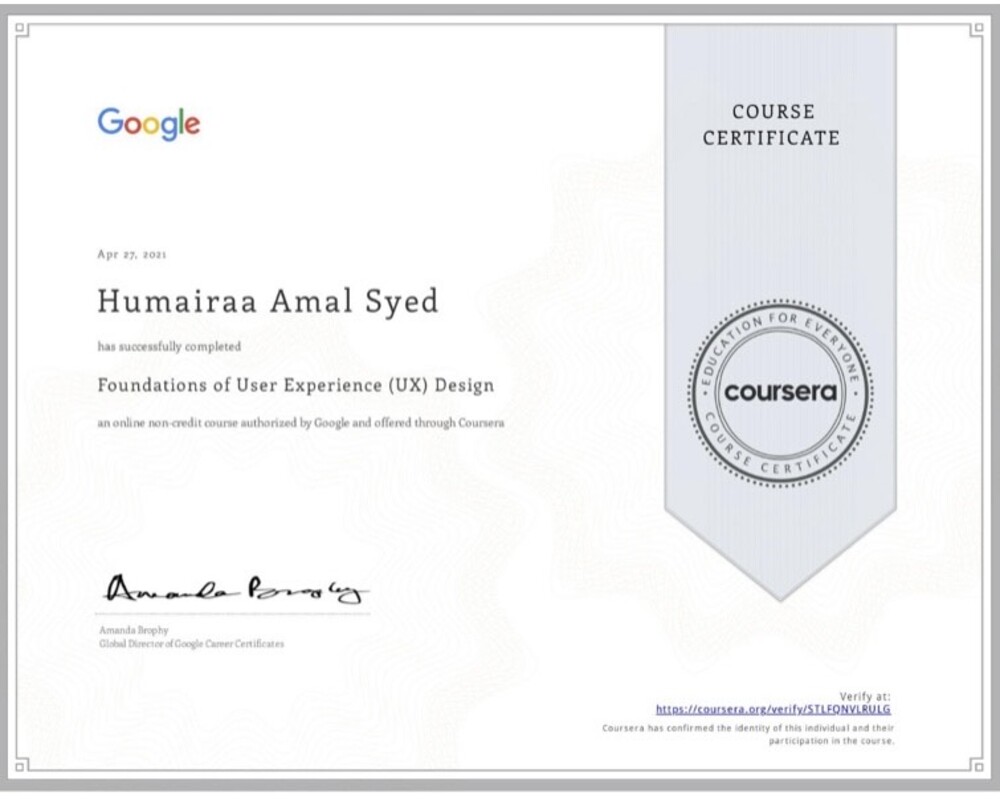 Google
COURSE
CERTIFICATE
Apr 27, 2021
Humairaa Amal Syed
has successfully completed
Foundations of User Experience (UX) Design
an online non-credit course authorized by Google and offered through Coursera
EDUCATION FOR EVERYONE
coursera
COURSE CERTIFICATE
Amanda Brophy
Amanda Brophy
Global Director of Google Career Certificates
Verify at:
https://coursera.org/verify/STLFQNVLRULG
Coursera has confirmed the identity of this individual and their
participation in the course.